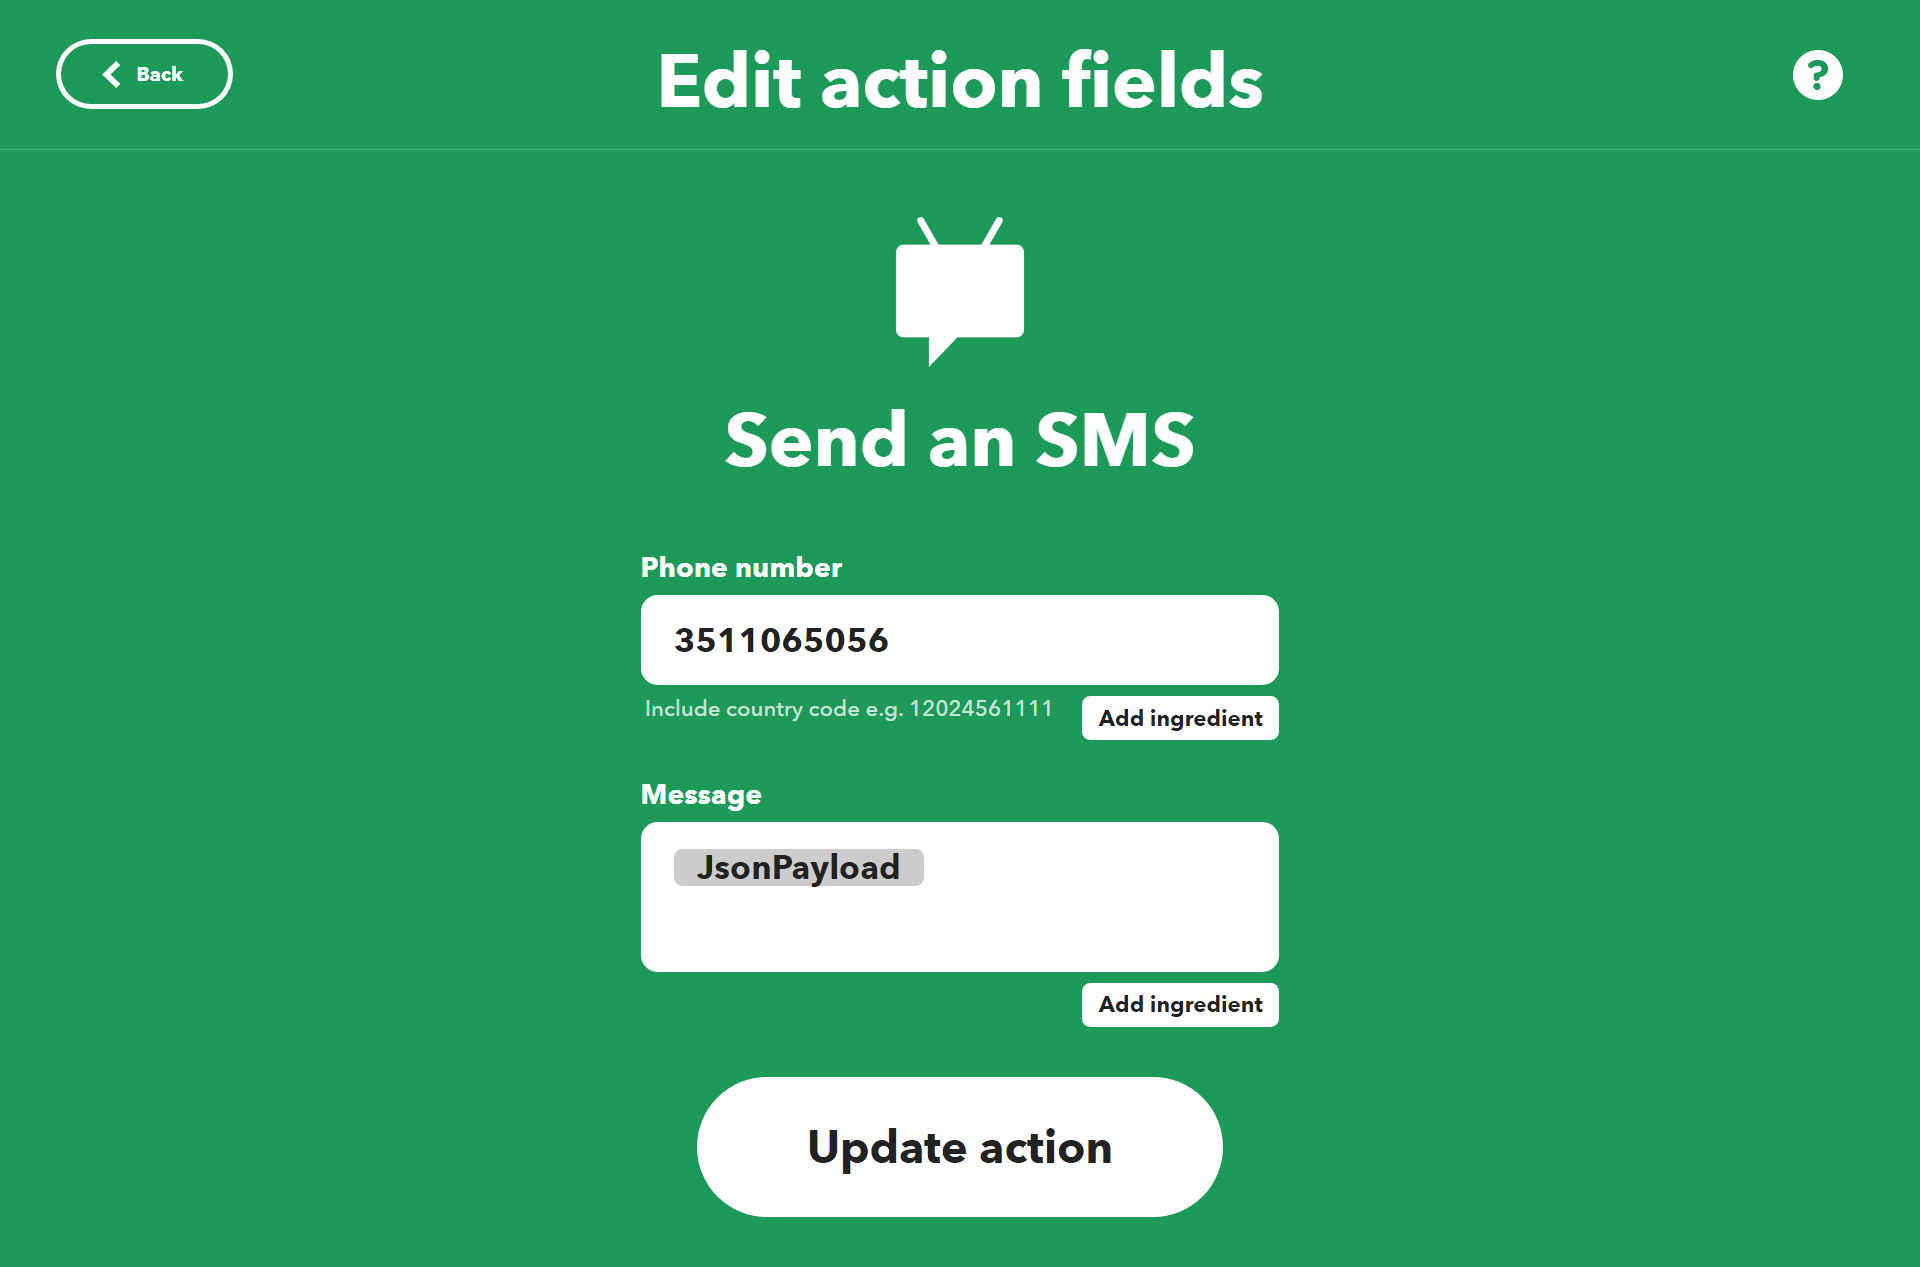 Back
Edit action fields
?
Send an SMS
Phone number
3511065056
Include country code e.g. 12024561111
Add ingredient
Message
JsonPayload
Add ingredient
Update action